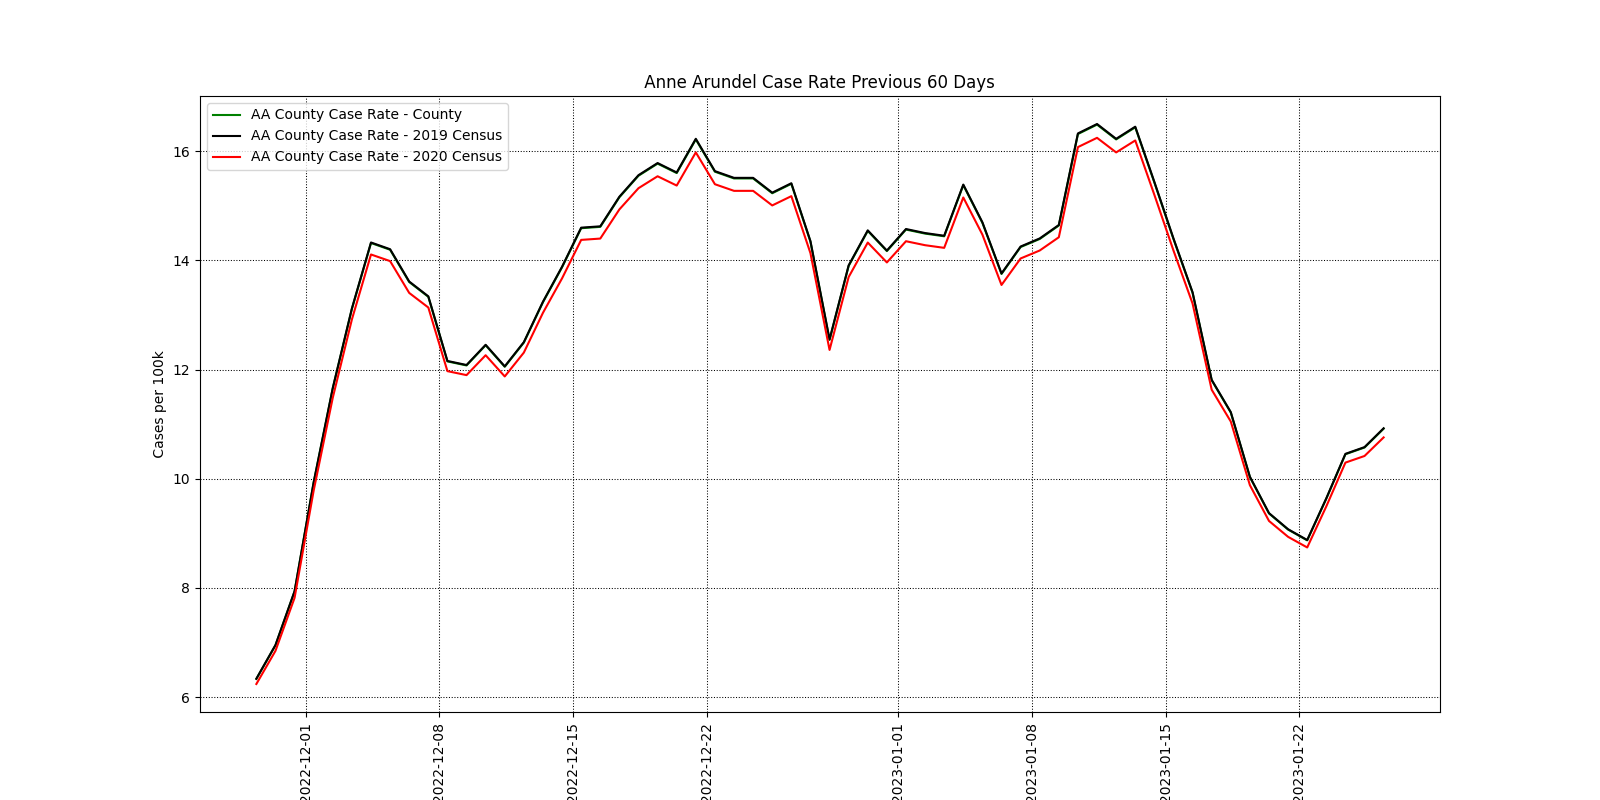 Anne Arundel Case Rate Previous 60 Days
AA County Case Rate - County
AA County Case Rate - 2019 Census
AA County Case Rate - 2020 Census
Cases per 100k
16
14
12
10
8
6
2022-12-01
2022-12-08
2022-12-15
2022-12-22
2023-01-01
2023-01-08
2023-01-15
2023-01-22